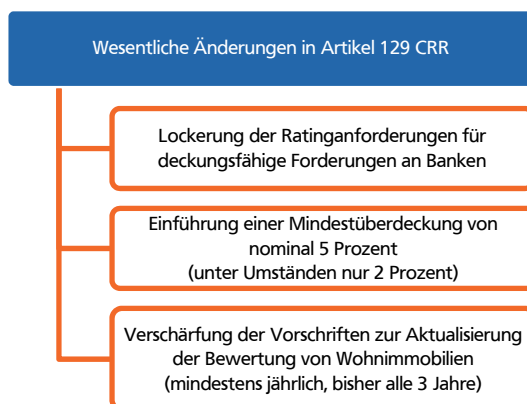 Wesentliche Änderungen in Artikel 129 CRR
Lockerung der Ratinganforderungen für
deckungsfähige Forderungen an Banken
Einführung einer Mindestüberdeckung von
nominal 5 Prozent
(unter Umständen nur 2 Prozent)
Verschärfung der Vorschriften zur Aktualisierung
der Bewertung von Wohnimmobilien
(mindestens jährlich, bisher alle 3 Jahre)